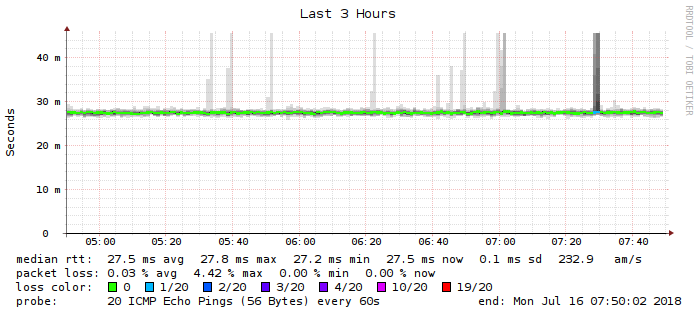 Last 3 Hours
RRDTOOL / TOBI OETIKER
Seconds
40 m
30 m
20 m
10 m
0
05:00 05:20 05:40 06:00 06:20 06:40 07:00 07:20 07:40
median rtt: 27.5 ms avg 27.8 ms max 27.2 ms min 27.5 ms now 0.1 ms sd 232.9 am/s
packet loss: 0.03 % avg 4.42 % max 0.00 % min 0.00 % now
loss color: 0 1/20 2/20 3/20 4/20 10/20 19/20
probe: 20 ICMP Echo Pings (56 Bytes) every 60s end: Mon Jul 16 07:50:02 2018